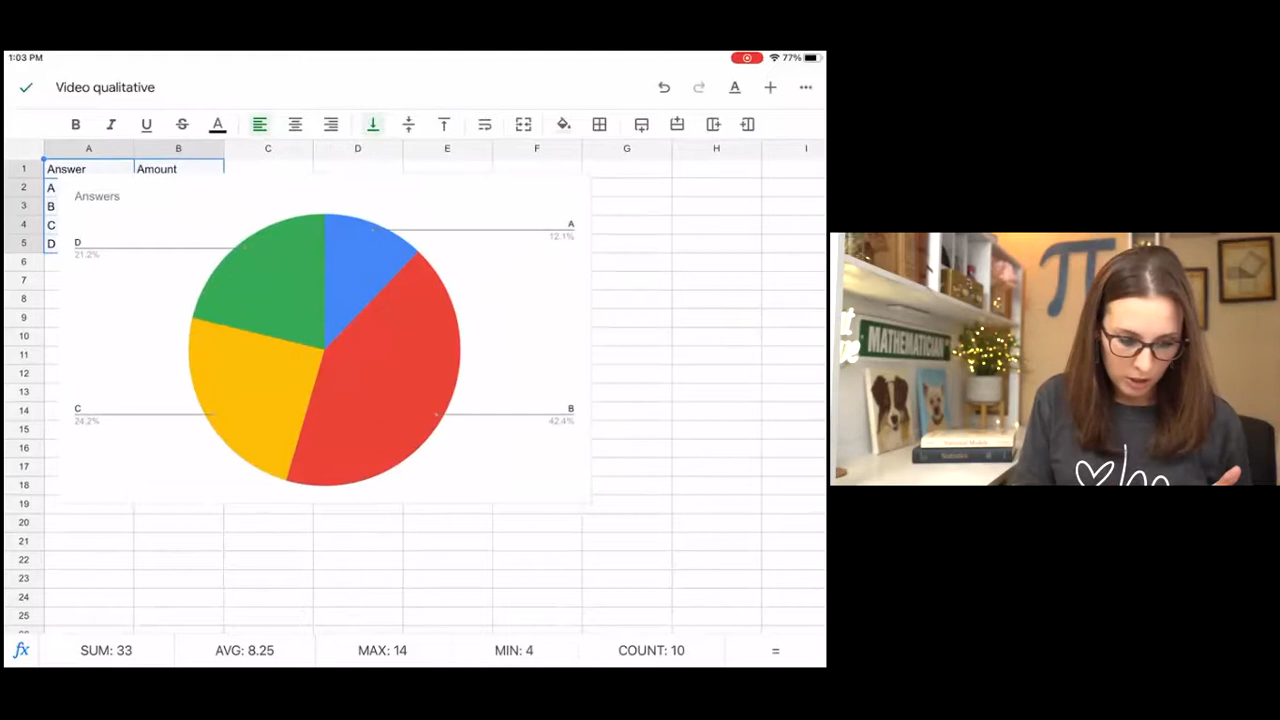 1:03 PM
77%
Video qualitative
B I U S A
A B C D E F G H I
1 Answer Amount
2 A
3 B
4 C
5 D
6
7
8
9
10
11
12
13
14
15
16
17
18
19
20
21
22
23
24
25
Answers
A
12.1%
D
21.2%
C
24.2%
B
42.4%
fx SUM: 33 AVG: 8.25 MAX: 14 MIN: 4 COUNT: 10 =
π
MATHEMATICIAN
Statistics